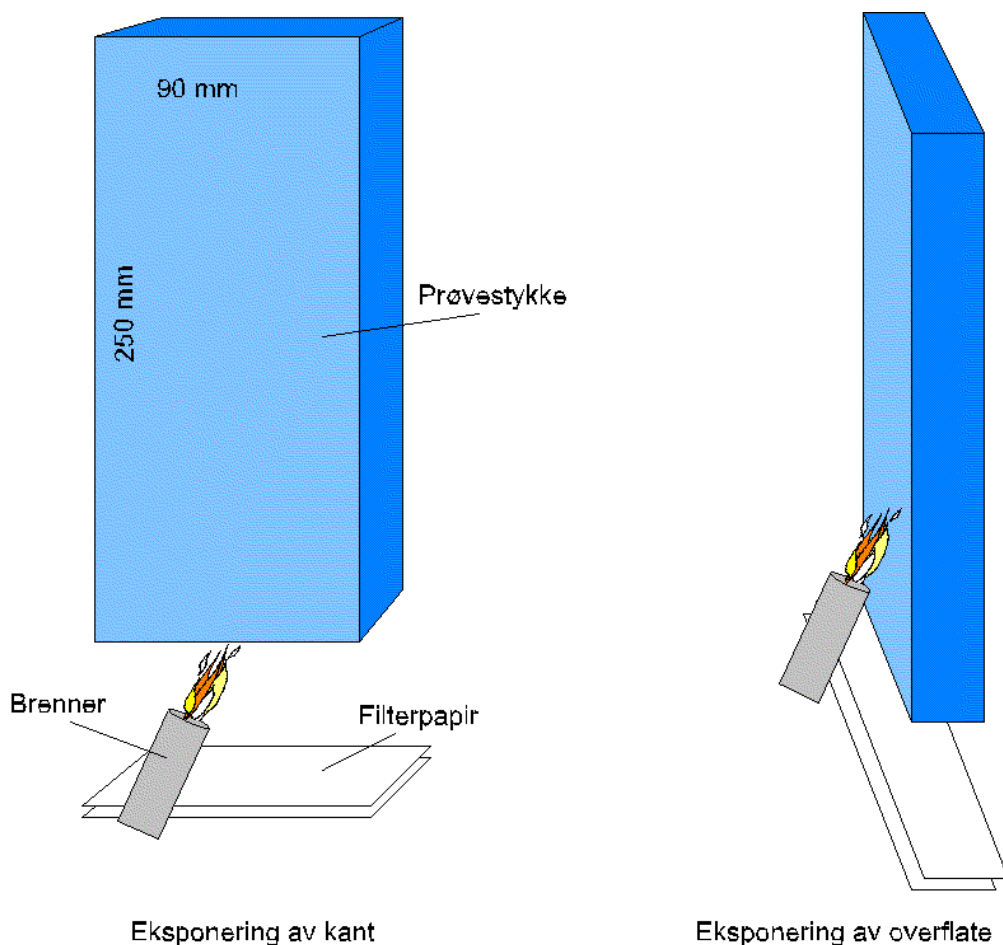 90 mm
250 mm
Prøvestykke
Brenner
Filterpapir
Eksponering av kant
Eksponering av overflate